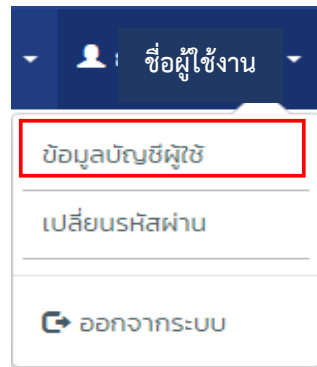 ชื่อผู้ใช้งาน
ข้อมูลบัญชีผู้ใช้
เปลี่ยนรหัสผ่าน
ออกจากระบบ